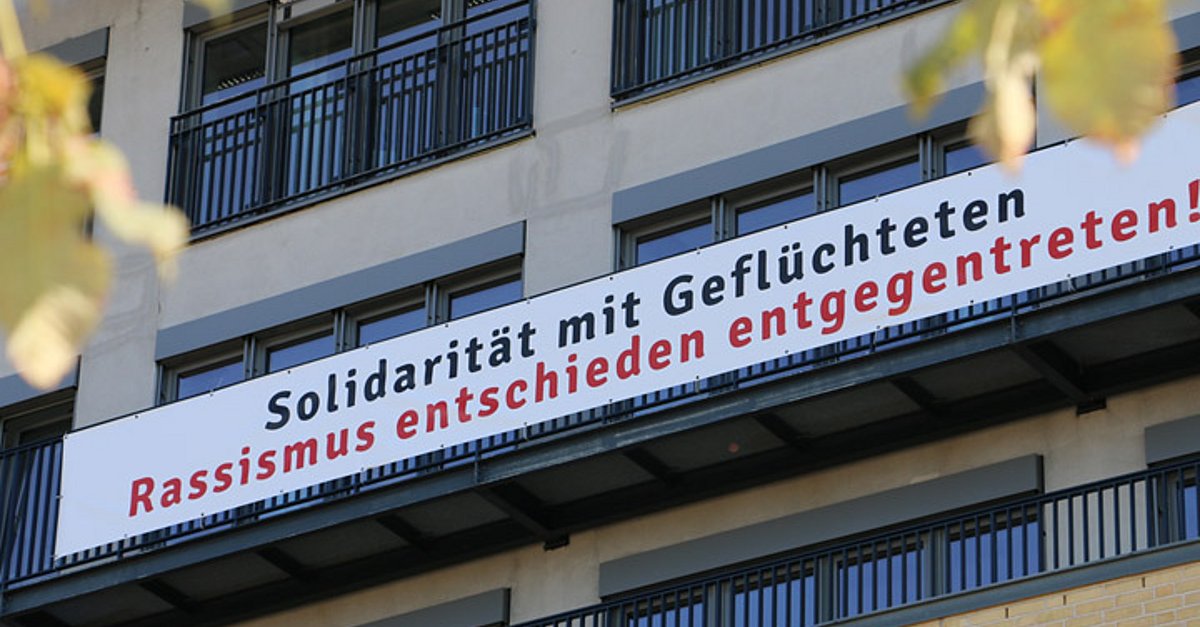 Solidarität mit Geflüchteten
Rassismus entschieden entgegentreten!